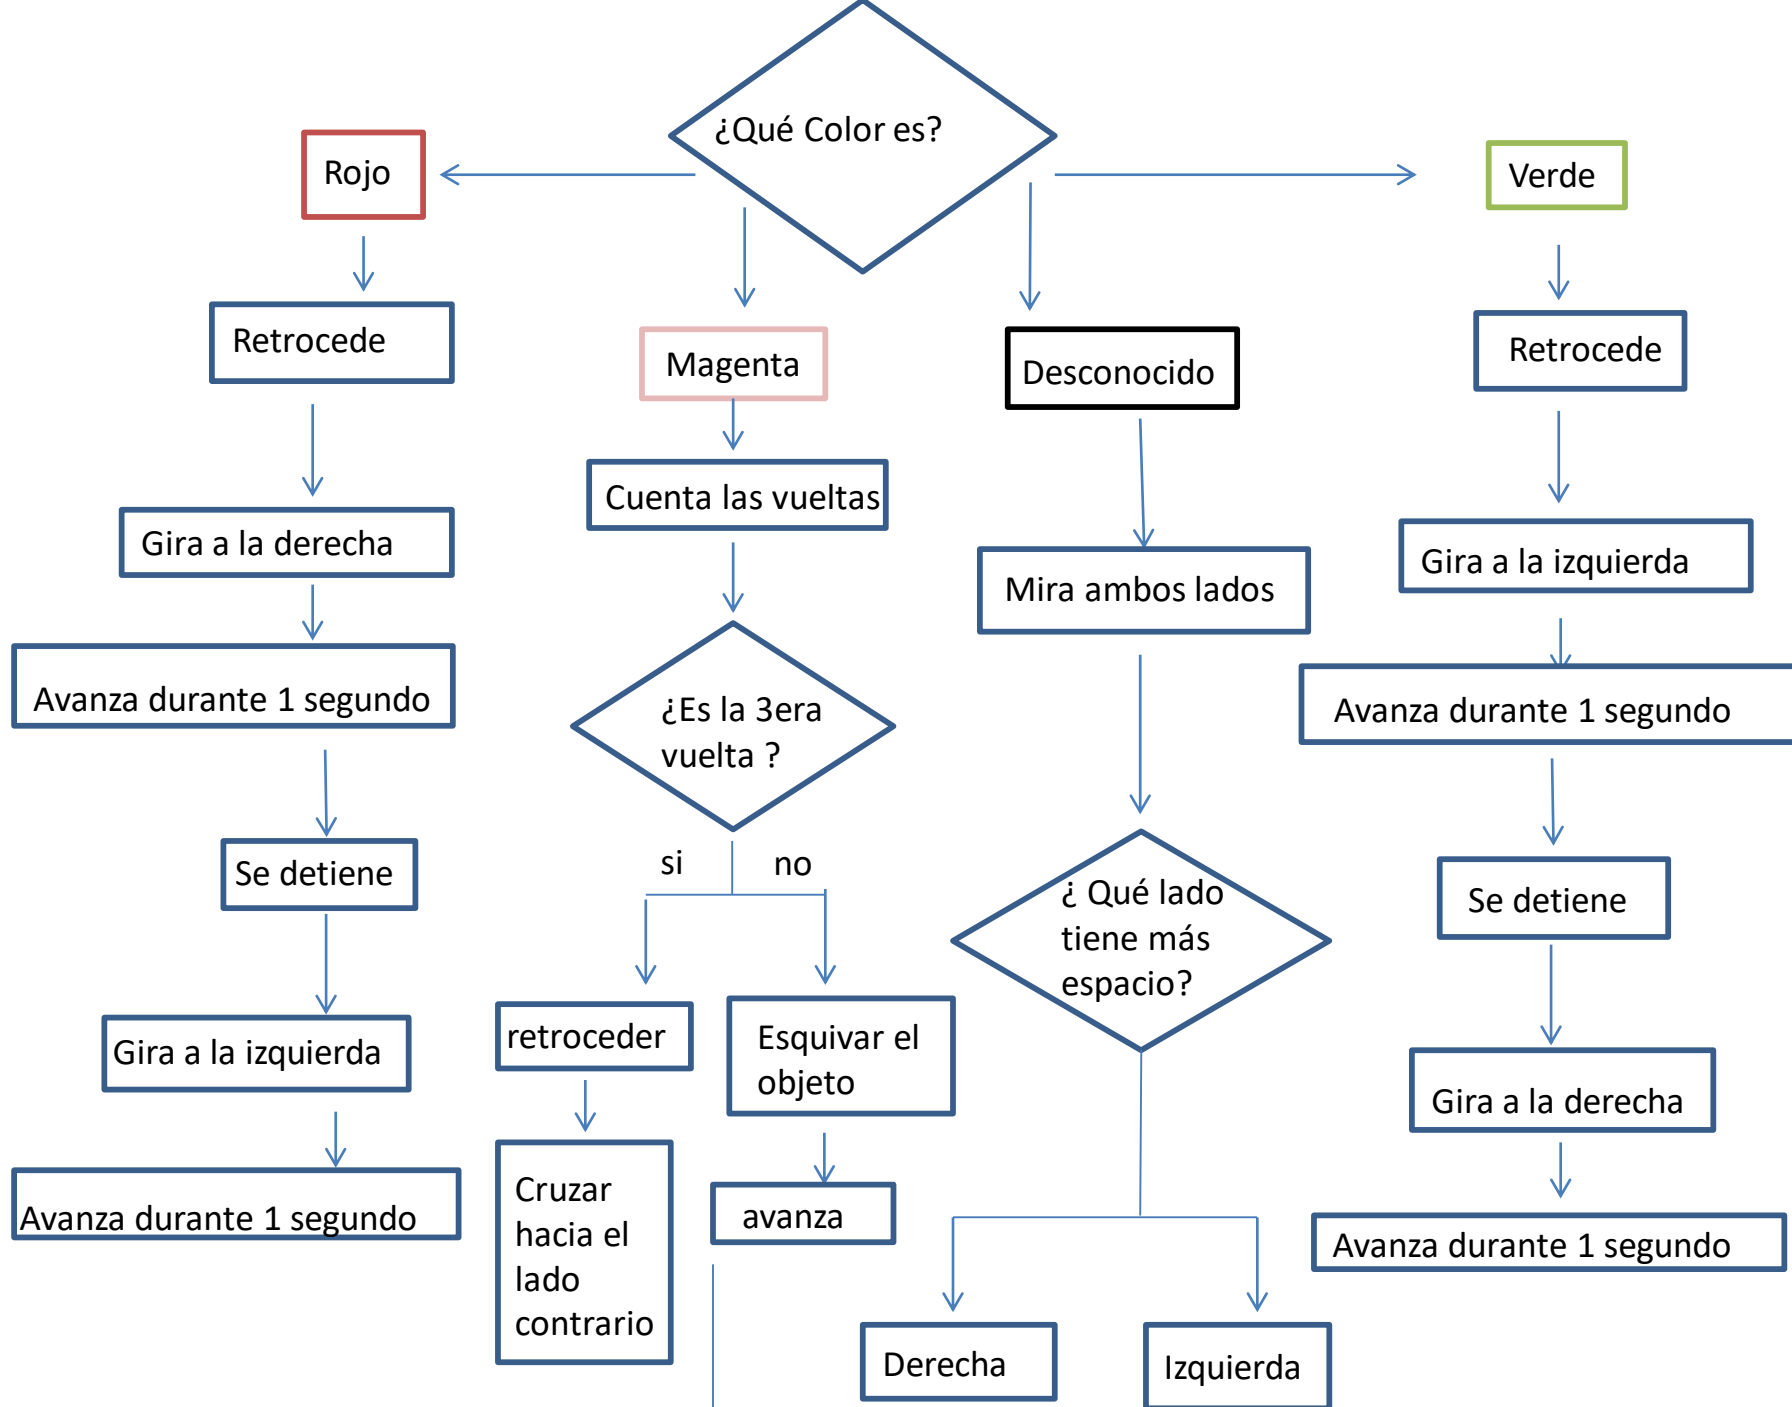 ¿Qué Color es?
Rojo
Retrocede
Gira a la derecha
Avanza durante 1 segundo
Se detiene
Gira a la izquierda
Avanza durante 1 segundo
Magenta
Cuenta las vueltas
¿Es la 3era
vuelta ?
si
no
retroceder
Cruzar
hacia el
lado
contrario
Esquivar el
objeto
avanza
Desconocido
Mira ambos lados
¿ Qué lado
tiene más
espacio?
Derecha
Izquierda
Verde
Retrocede
Gira a la izquierda
Avanza durante 1 segundo
Se detiene
Gira a la derecha
Avanza durante 1 segundo